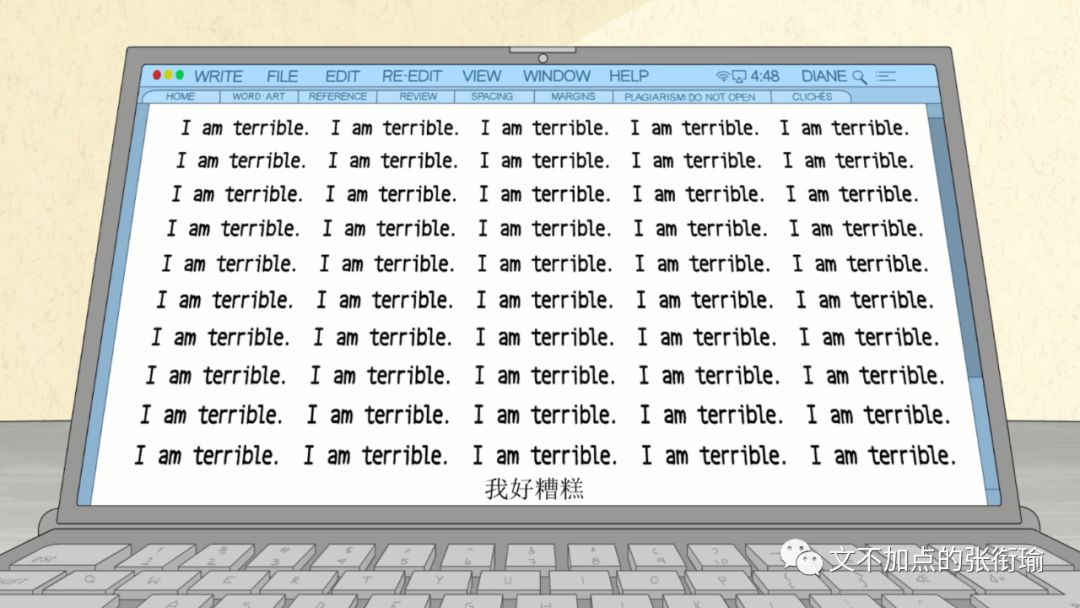 WRITE FILE EDIT RE-EDIT VIEW WINDOW HELP 4:48 DIANE
HOME WORD-ART REFERENCE REVIEW SPACING MARGINS PLAGIARISM: DO NOT OPEN CLICHÉS
I am terrible. I am terrible. I am terrible. I am terrible. I am terrible.
I am terrible. I am terrible. I am terrible. I am terrible. I am terrible.
I am terrible. I am terrible. I am terrible. I am terrible. I am terrible.
I am terrible. I am terrible. I am terrible. I am terrible. I am terrible.
I am terrible. I am terrible. I am terrible. I am terrible. I am terrible.
I am terrible. I am terrible. I am terrible. I am terrible. I am terrible.
I am terrible. I am terrible. I am terrible. I am terrible. I am terrible.
I am terrible. I am terrible. I am terrible. I am terrible. I am terrible.
I am terrible. I am terrible. I am terrible. I am terrible. I am terrible.
I am terrible. I am terrible. I am terrible. I am terrible. I am terrible.
我好糟糕
文不加点的张衔瑜
ESC
SHIFT Q W E R T Y U I O P
A S D F G H J K L